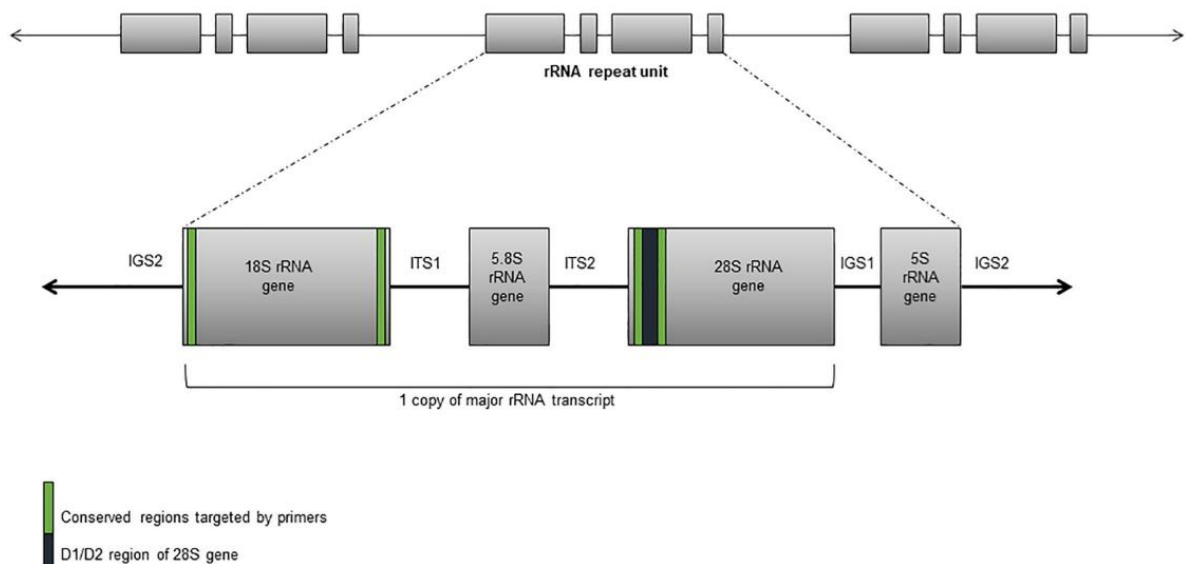 rRNA repeat unit
IGS2
18S rRNA
gene
ITS1
5.8S
rRNA
gene
ITS2
28S rRNA
gene
IGS1
5S
rRNA
gene
IGS2
1 copy of major rRNA transcript
Conserved regions targeted by primers
D1/D2 region of 28S gene